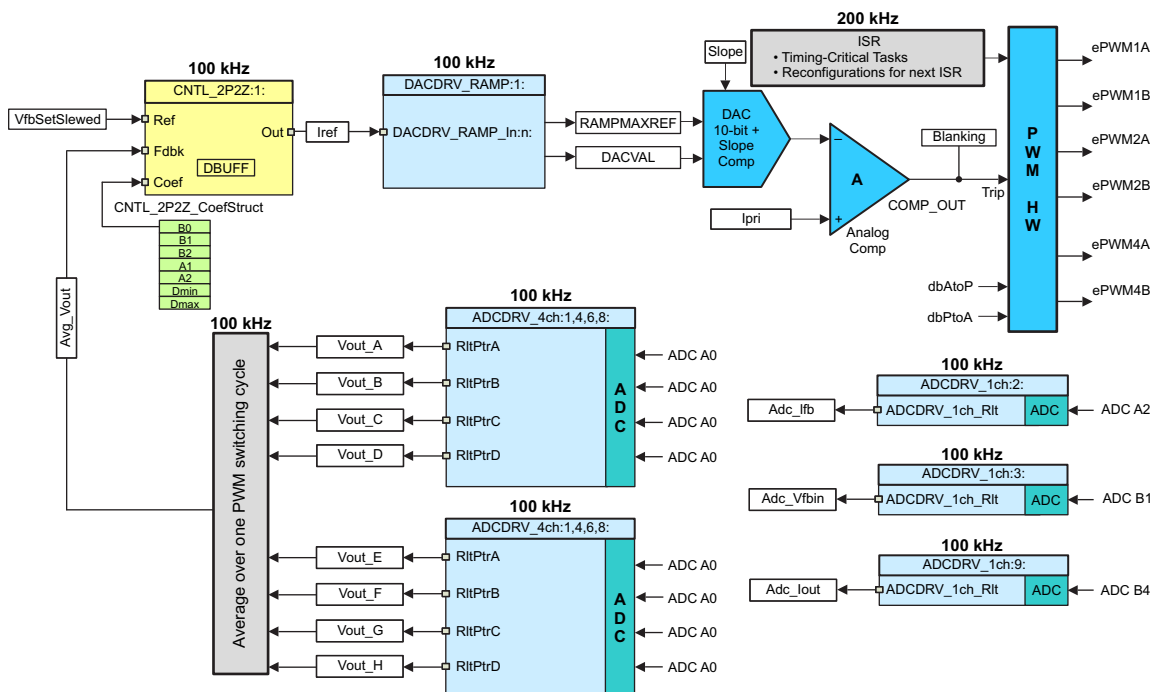 200 kHz
ISR
• Timing-Critical Tasks
• Reconfigurations for next ISR
Slope
100 kHz
CNTL_2P2Z:1:
VfbSetSlewed
Ref
Fdbk
Coef
Out
DBUFF
Iref
100 kHz
DACDRV_RAMP:1:
DACDRV_RAMP_In:n:
RAMPMAXREF
DACVAL
DAC
10-bit +
Slope
Comp
Ipri
–
+
A
Analog
Comp
COMP_OUT
Blanking
Trip
dbAtoP
dbPtoA
PWM HW
ePWM1A
ePWM1B
ePWM2A
ePWM2B
ePWM4A
ePWM4B
CNTL_2P2Z_CoefStruct
B0
B1
B2
A1
A2
Dmin
Dmax
Avg_Vout
100 kHz
Average over one PWM switching cycle
Vout_A
Vout_B
Vout_C
Vout_D
100 kHz
ADCDRV_4ch:1,4,6,8:
RltPtrA
RltPtrB
RltPtrC
RltPtrD
ADC
ADC A0
ADC A0
ADC A0
ADC A0
Vout_E
Vout_F
Vout_G
Vout_H
100 kHz
ADCDRV_4ch:1,4,6,8:
RltPtrA
RltPtrB
RltPtrC
RltPtrD
ADC
ADC A0
ADC A0
ADC A0
ADC A0
100 kHz
ADCDRV_1ch:2:
Adc_Ifb
ADCDRV_1ch_Rlt
ADC
ADC A2
100 kHz
ADCDRV_1ch:3:
Adc_Vfbin
ADCDRV_1ch_Rlt
ADC
ADC B1
100 kHz
ADCDRV_1ch:9:
Adc_Iout
ADCDRV_1ch_Rlt
ADC
ADC B4